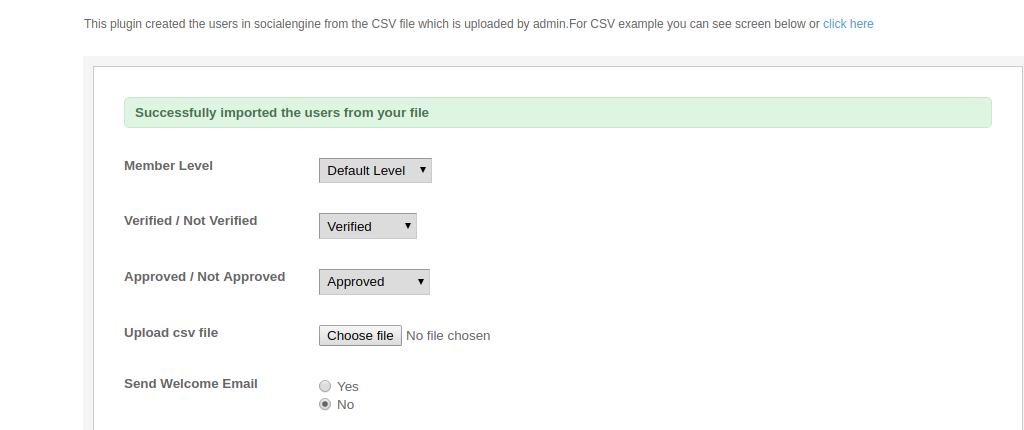 This plugin created the users in socialengine from the CSV file which is uploaded by admin.For CSV example you can see screen below or click here
Successfully imported the users from your file
Member Level Default Level
Verified / Not Verified Verified
Approved / Not Approved Approved
Upload csv file Choose file No file chosen
Send Welcome Email Yes
No